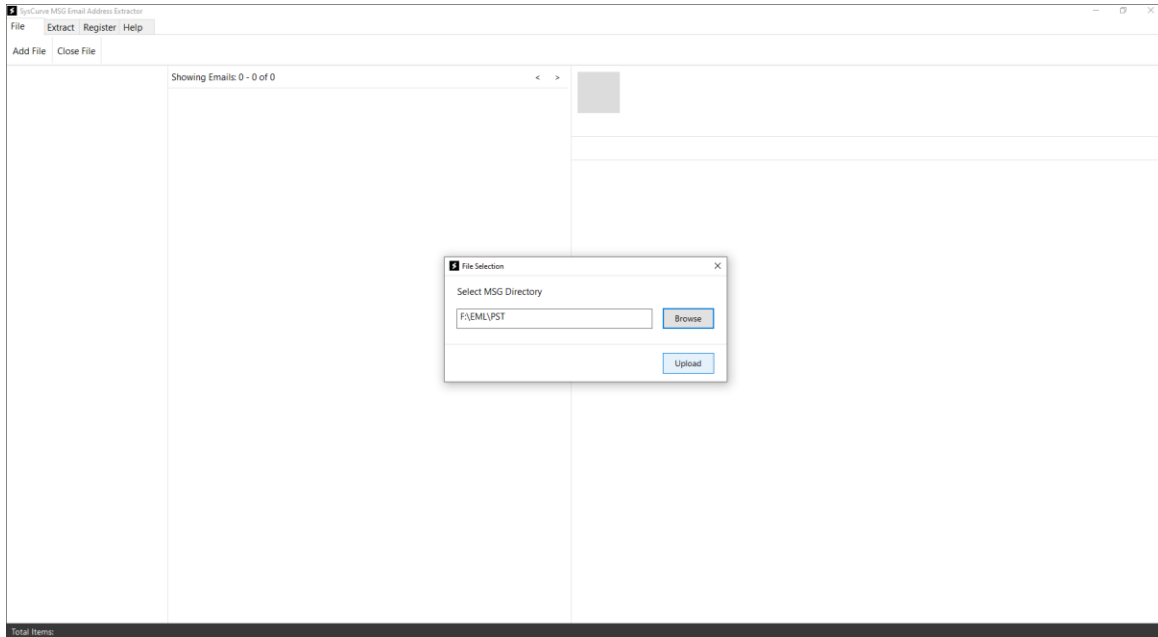 SysCurve MSG Email Address Extractor
File Extract Register Help
Add File Close File
Showing Emails: 0 - 0 of 0 < >
File Selection
Select MSG Directory
F:\EML\PST Browse
Upload
Total Items: